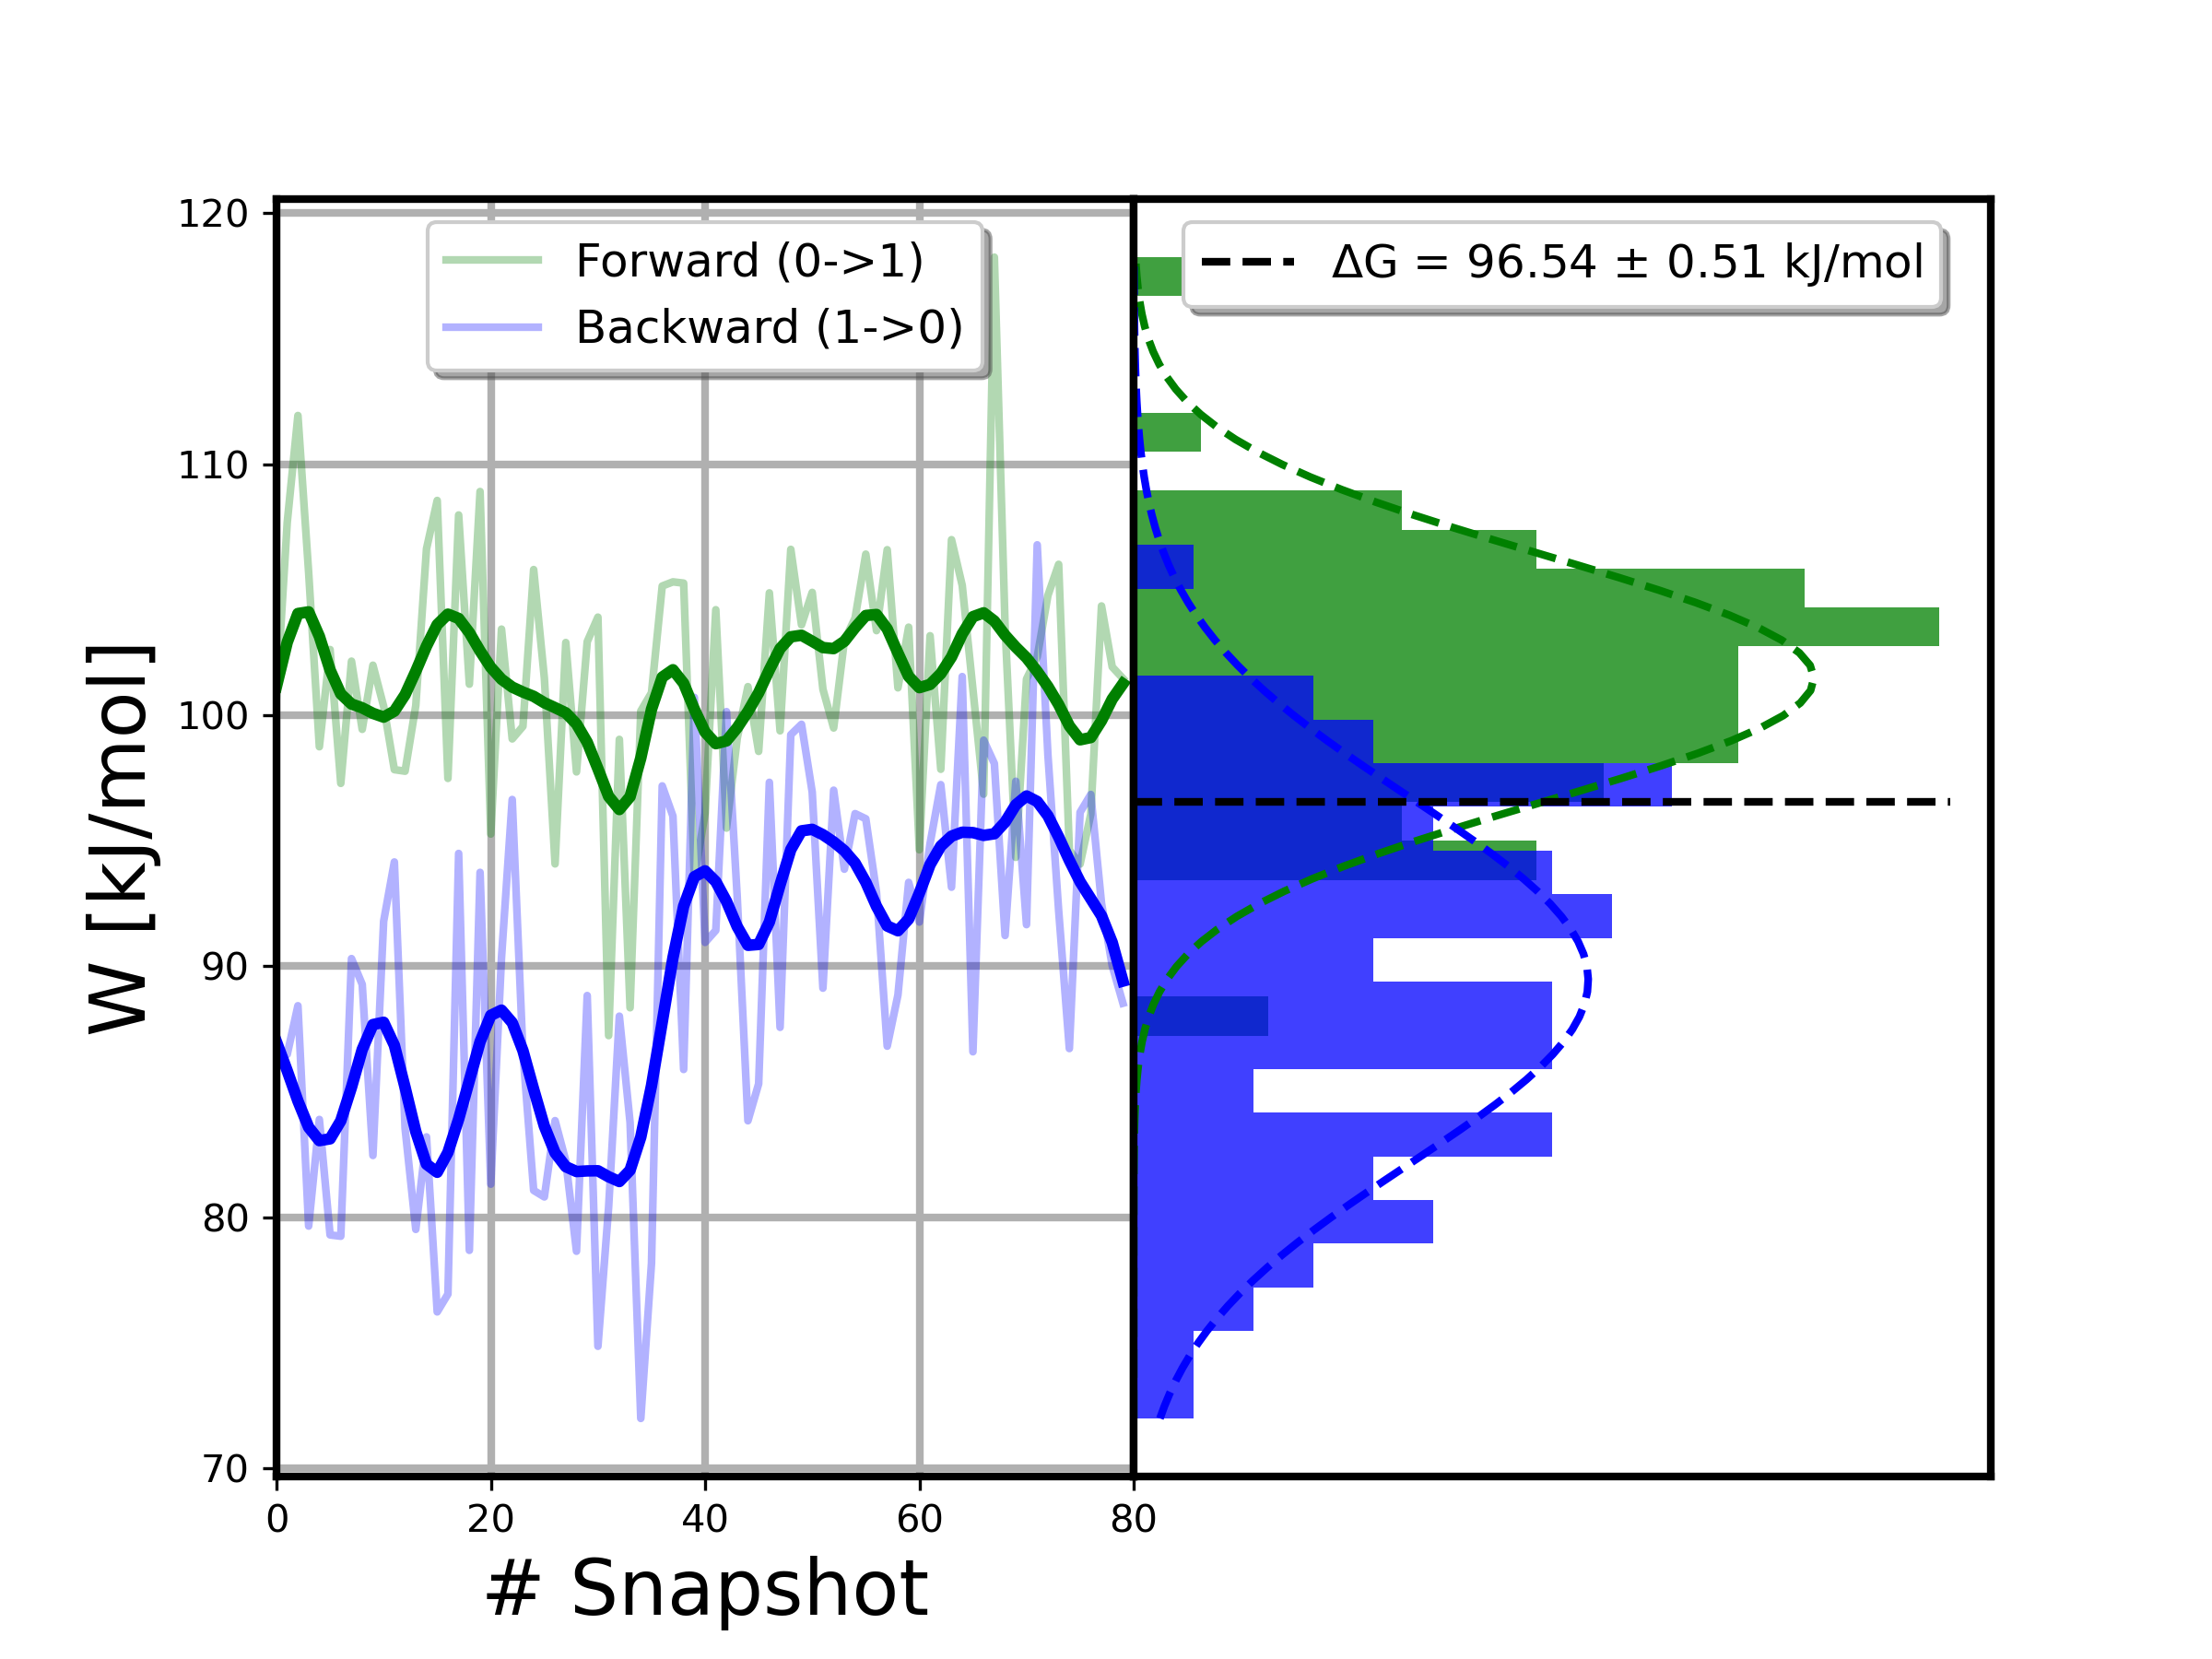 Forward (0->1)
Backward (1->0)
ΔG = 96.54 ± 0.51 kJ/mol
W [kJ/mol]
120
110
100
90
80
70
0 20 40 60 80
# Snapshot